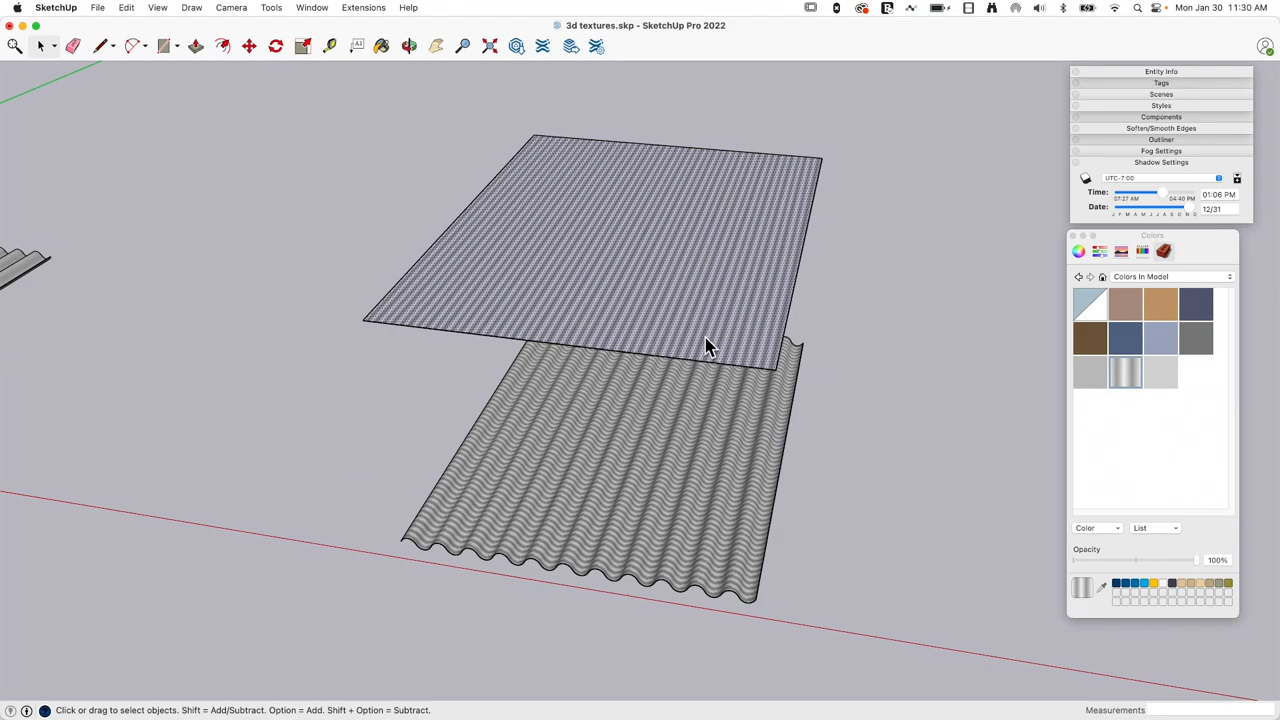 SketchUp File Edit View Draw Camera Tools Window Extensions Help Mon Jan 30 11:30 AM
3d textures.skp - SketchUp Pro 2022
Entity Info
Tags
Scenes
Styles
Components
Soften/Smooth Edges
Outliner
Fog Settings
Shadow Settings
UTC-7:00
Time: 01:06 PM
07:27 AM 04:40 PM
Date: 12/31
J F M A M J J A S O N D
Colors
Colors In Model
Color List
Opacity
100%
Click or drag to select objects. Shift = Add/Subtract. Option = Add. Shift + Option = Subtract. Measurements